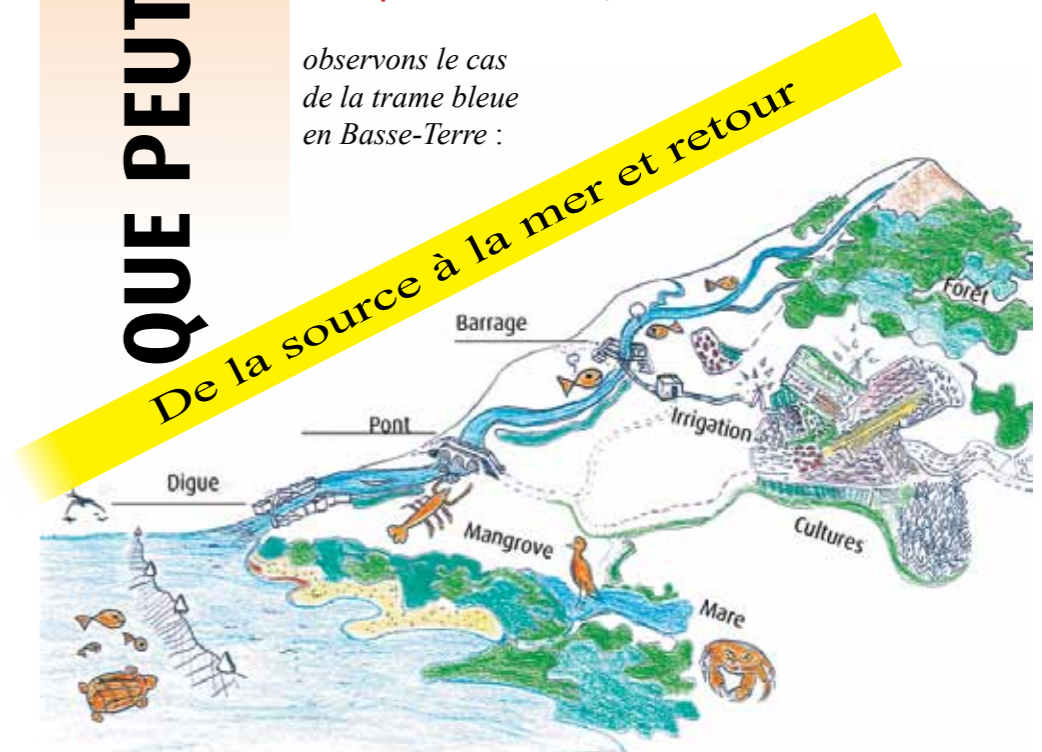 QUE PEUT
observons le cas
de la trame bleue
en Basse-Terre :
De la source à la mer et retour
Forêt
Barrage
Irrigation
Pont
Digue
Cultures
Mangrove
Mare